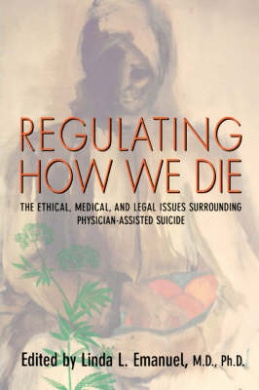 REGULATING
HOW WE DIE
THE ETHICAL, MEDICAL, AND LEGAL ISSUES SURROUNDING
PHYSICIAN-ASSISTED SUICIDE
Edited by Linda L. Emanuel, M.D., Ph.D.